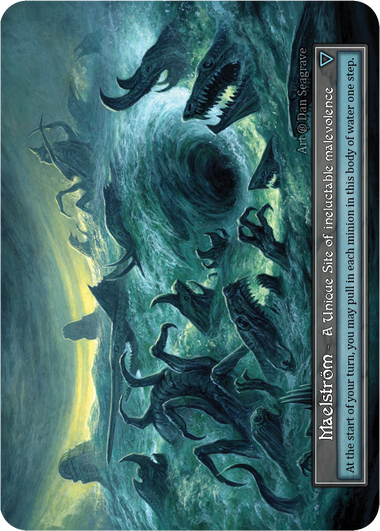 Art @ Dan Seagrave
Maelström – A Unique Site of ineluctable malevolence
At the start of your turn, you may pull in each minion in this body of water one step.